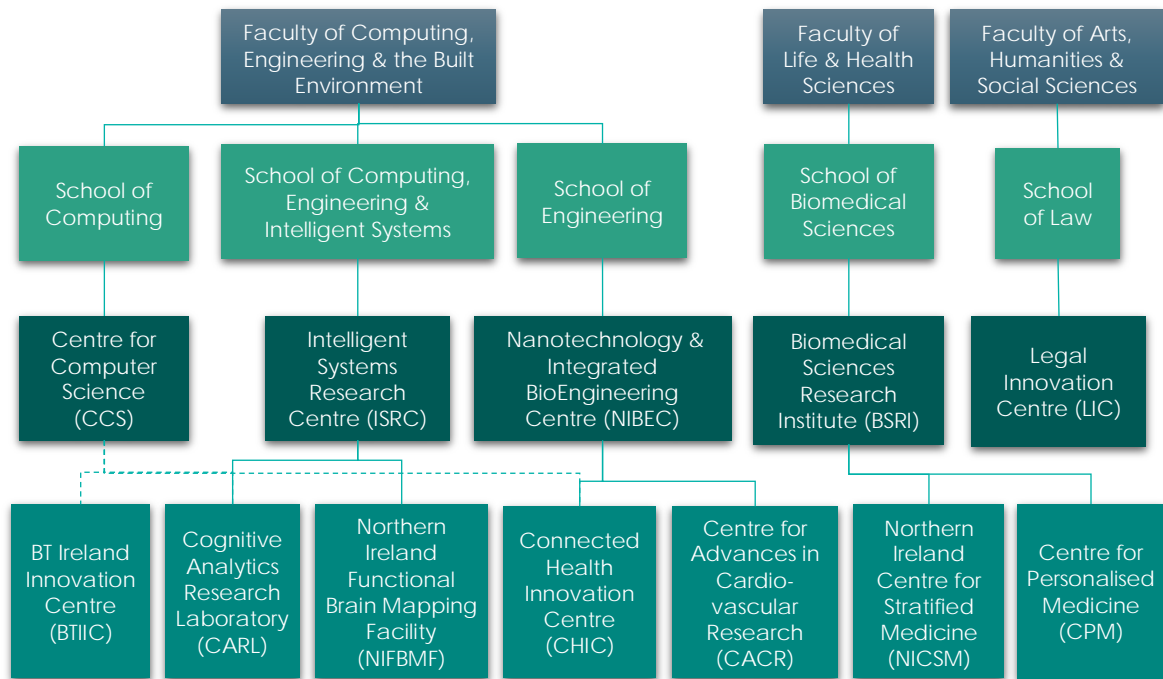 Faculty of Computing,
Engineering & the Built
Environment
Faculty of
Life & Health
Sciences
Faculty of Arts,
Humanities &
Social Sciences
School of
Computing
School of Computing,
Engineering &
Intelligent Systems
School of
Engineering
School of
Biomedical
Sciences
School
of Law
Centre for
Computer
Science
(CCS)
Intelligent
Systems
Research
Centre (ISRC)
Nanotechnology &
Integrated
BioEngineering
Centre (NIBEC)
Biomedical
Sciences
Research
Institute (BSRI)
Legal
Innovation
Centre (LIC)
BT Ireland
Innovation
Centre
(BTIIC)
Cognitive
Analytics
Research
Laboratory
(CARL)
Northern
Ireland
Functional
Brain Mapping
Facility
(NIFBMF)
Connected
Health
Innovation
Centre
(CHIC)
Centre for
Advances in
Cardio-
vascular
Research
(CACR)
Northern
Ireland
Centre for
Stratified
Medicine
(NICSM)
Centre for
Personalised
Medicine
(CPM)